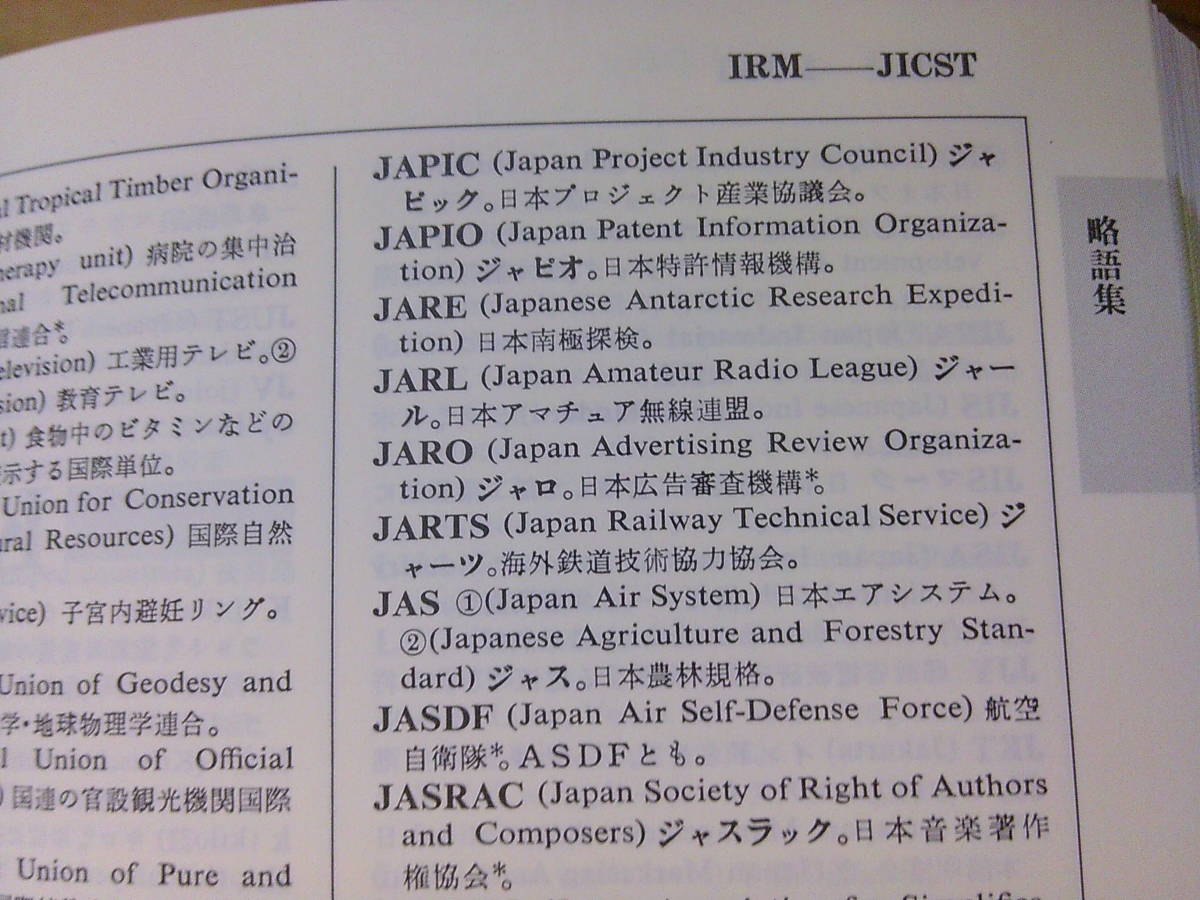 IRM——JICST
Tropical Timber Organi-
材機関。
therapy unit) 病院の集中治
Telecommunication
連合*。
television) 工業用テレビ。②
教育テレビ。
食物中のビタミンなどの
示する国際単位。
Union for Conservation
Resources) 国際自然
子宮内避妊リング。
Union of Geodesy and
学・地球物理学連合。
Union of Official
国連の官設観光機関国際
Union of Pure and
JAPIC (Japan Project Industry Council) ジャ
ピック。日本プロジェクト産業協議会。
JAPIO (Japan Patent Information Organiza-
tion) ジャピオ。日本特許情報機構。
JARE (Japanese Antarctic Research Expedi-
tion) 日本南極探検。
JARL (Japan Amateur Radio League) ジャー
ル。日本アマチュア無線連盟。
JARO (Japan Advertising Review Organiza-
tion) ジャロ。日本広告審査機構*。
JARTS (Japan Railway Technical Service) ジ
ャーツ。海外鉄道技術協力協会。
JAS ①(Japan Air System) 日本エアシステム。
②(Japanese Agriculture and Forestry Stan-
dard) ジャス。日本農林規格。
JASDF (Japan Air Self-Defense Force) 航空
自衛隊*。ASDFとも。
JASRAC (Japan Society of Right of Authors
and Composers) ジャスラック。日本音楽著作
権協会*。
略語集